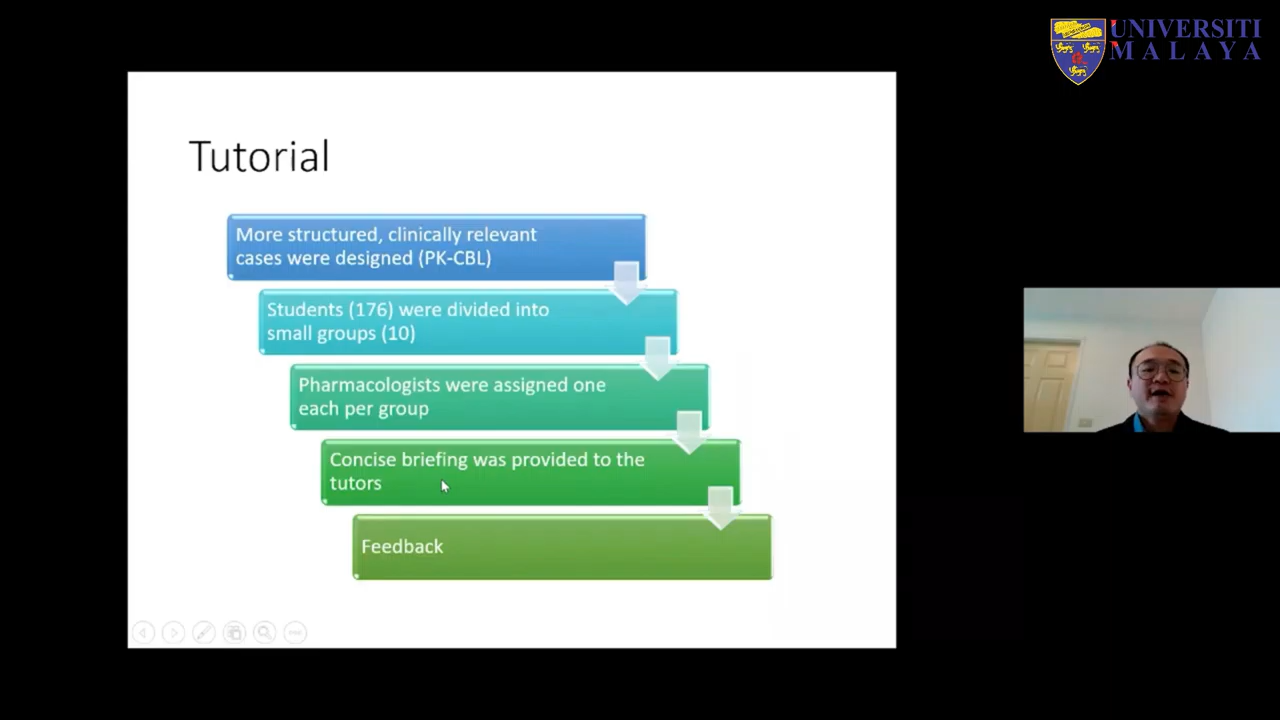 UNIVERSITI
MALAYA
Tutorial
More structured, clinically relevant
cases were designed (PK-CBL)
Students (176) were divided into
small groups (10)
Pharmacologists were assigned one
each per group
Concise briefing was provided to the
tutors
Feedback